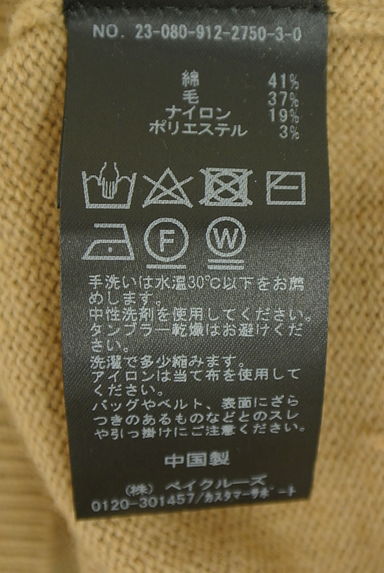 NO. 23-080-912-2750-3-0
綿 41%
毛 37%
ナイロン 19%
ポリエステル 3%
F W
手洗いは水温30℃以下をお薦
めします。
中性洗剤を使用してください。
タンブラー乾燥はお避けくださ
い。
洗濯で多少縮みます。
アイロンは当て布を使用して
ください。
バッグやベルト、表面にざら
つきのあるものなどとのスレ
や引っ掛けにご注意ください。
中国製
（株）ベイクルーズ
0120-301457/カスタマーサポート